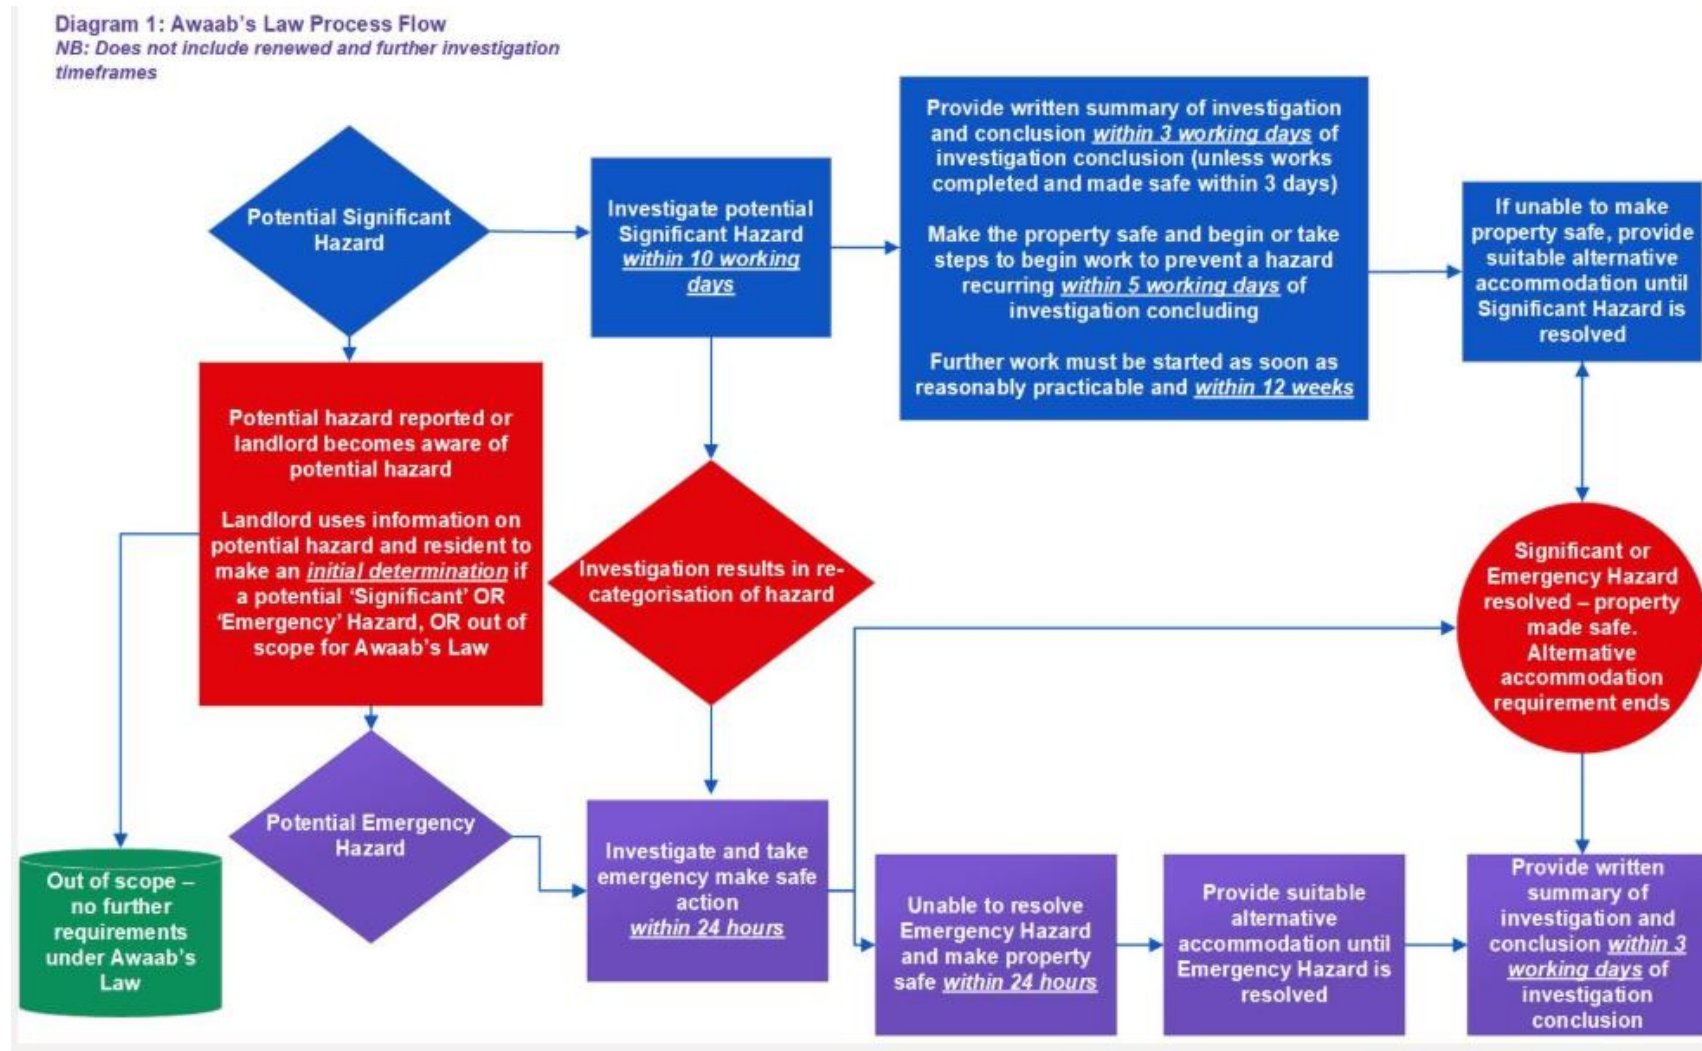 Diagram 1: Awaab's Law Process Flow
NB: Does not include renewed and further investigation
timeframes
Potential Significant
Hazard
Investigate potential
Significant Hazard
within 10 working
days
Provide written summary of investigation
and conclusion within 3 working days of
investigation conclusion (unless works
completed and made safe within 3 days)
Make the property safe and begin or take
steps to begin work to prevent a hazard
recurring within 5 working days of
investigation concluding
Further work must be started as soon as
reasonably practicable and within 12 weeks
If unable to make
property safe, provide
suitable alternative
accommodation until
Significant Hazard is
resolved
Potential hazard reported or
landlord becomes aware of
potential hazard
Landlord uses information on
potential hazard and resident to
make an initial determination if
a potential 'Significant' OR
'Emergency' Hazard, OR out of
scope for Awaab's Law
Investigation results in re-
categorisation of hazard
Significant or
Emergency Hazard
resolved – property
made safe.
Alternative
accommodation
requirement ends
Potential Emergency
Hazard
Out of scope –
no further
requirements
under Awaab's
Law
Investigate and take
emergency make safe
action
within 24 hours
Unable to resolve
Emergency Hazard
and make property
safe within 24 hours
Provide suitable
alternative
accommodation until
Emergency Hazard is
resolved
Provide written
summary of
investigation and
conclusion within 3
working days of
investigation
conclusion